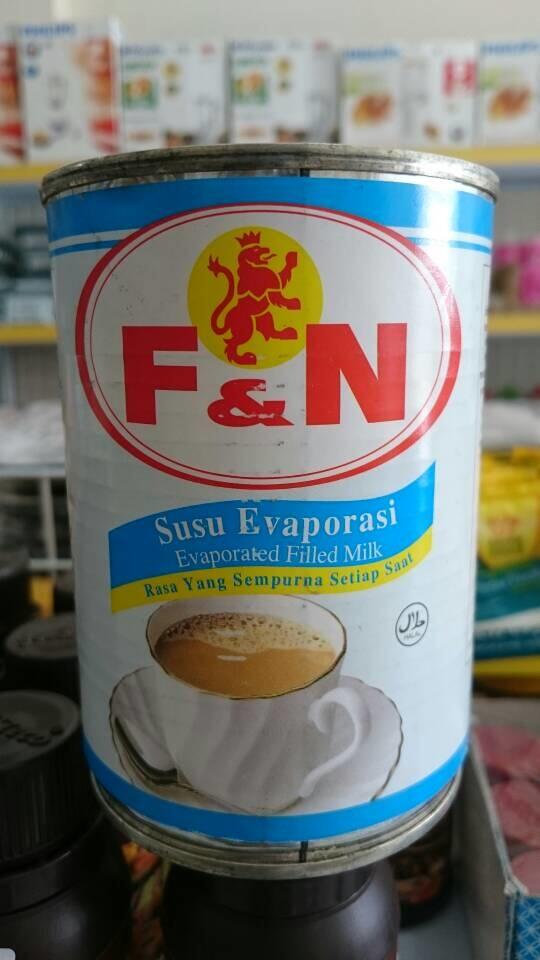 F&N
Susu Evaporasi
Evaporated Filled Milk
Rasa Yang Sempurna Setiap Saat
حلال
HALAL